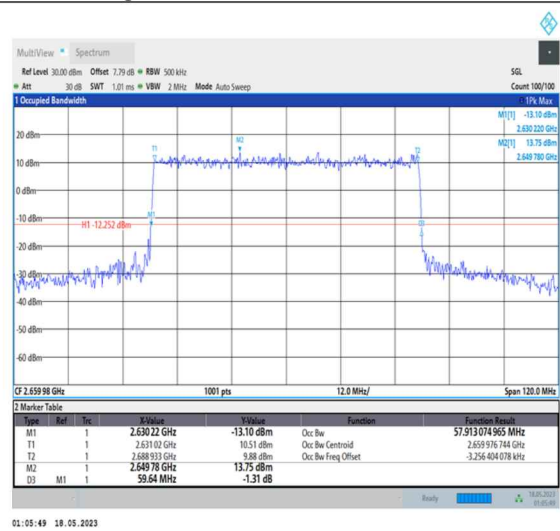 MultiView Spectrum
Ref Level 30.00 dBm Offset 7.79 dB RBW 500 kHz SGL
Att 30 dB SWT 1.01 ms VBW 2 MHz Mode Auto Sweep Count 100/100
1 Occupied Bandwidth 1Pk Max
M1[1] -13.10 dBm
2.630 220 GHz
M2[1] 13.75 dBm
2.649 780 GHz
20 dBm
M2
T1 T2
10 dBm
0 dBm
-10 dBm
M1
H1 -12.252 dBm
D3
-20 dBm
-30 dBm
-40 dBm
-50 dBm
-60 dBm
CF 2.659 98 GHz 1001 pts 12.0 MHz/ Span 120.0 MHz
2 Marker Table
Type Ref Trc X-Value Y-Value Function Function Result
M1 1 2.630 22 GHz -13.10 dBm Occ Bw 57.913 074 965 MHz
T1 1 2.631 02 GHz 10.51 dBm Occ Bw Centroid 2.659 976 744 GHz
T2 1 2.688 933 GHz 9.88 dBm Occ Bw Freq Offset -3.256 404 078 kHz
M2 1 2.649 78 GHz 13.75 dBm
D3 M1 1 59.64 MHz -1.31 dB
Ready 18.05.2023
01:05:49
01:05:49 18.05.2023